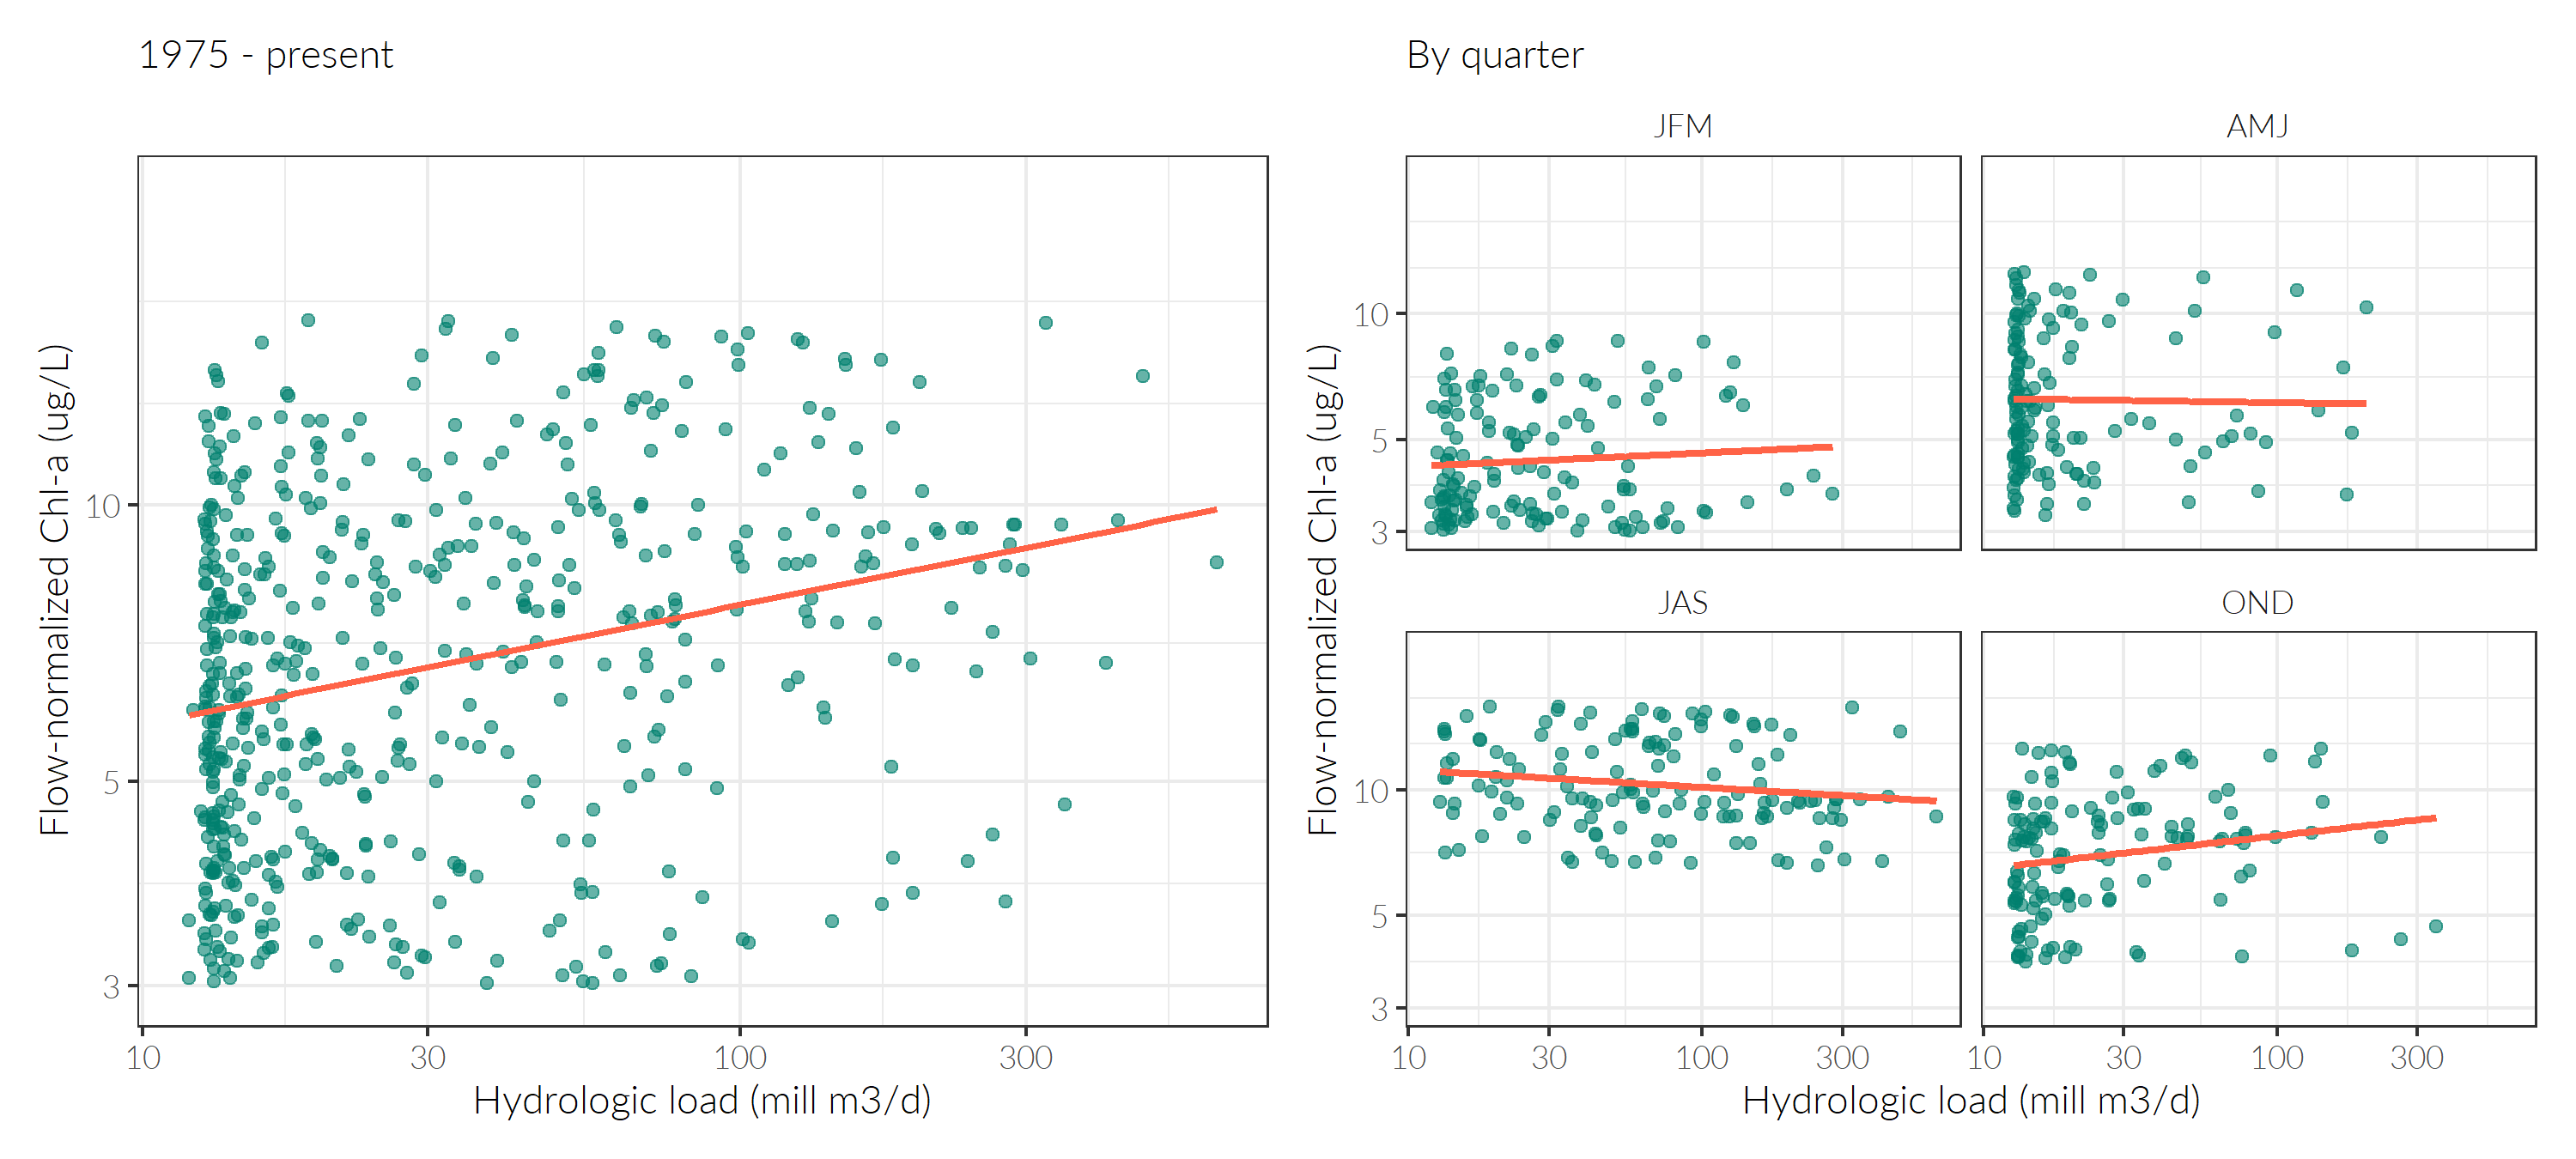 1975 - present
Flow-normalized Chl-a (ug/L)
10
5
3
10 30 100 300
Hydrologic load (mill m3/d)
By quarter
Flow-normalized Chl-a (ug/L)
JFM AMJ
10
5
3
JAS OND
10
5
3
10 30 100 300 10 30 100 300
Hydrologic load (mill m3/d)